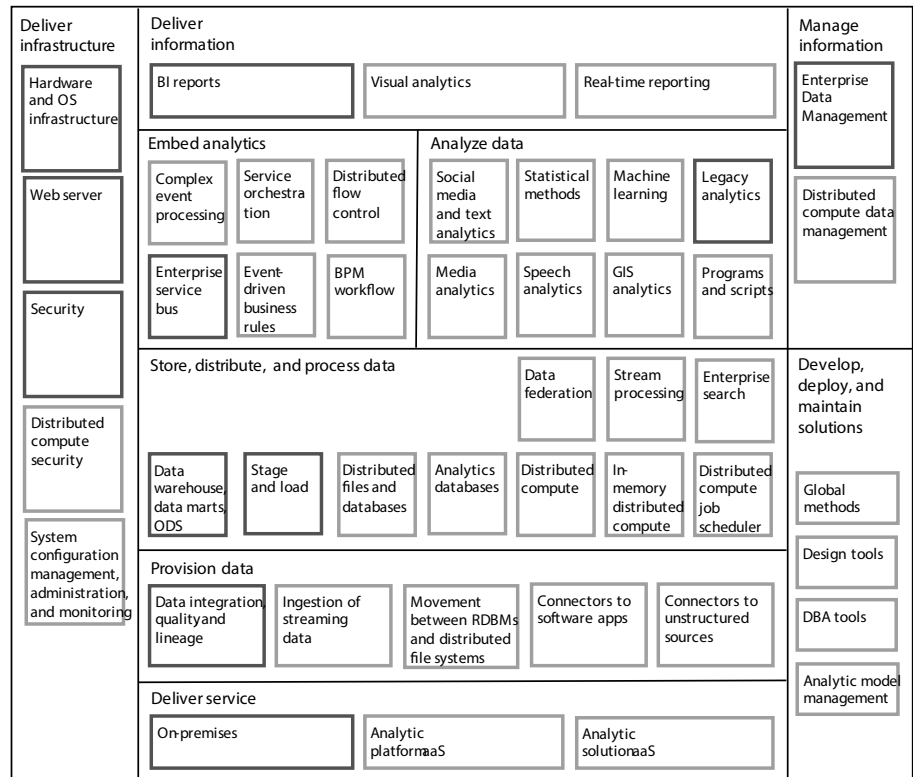 Deliver
infrastructure
Hardware
and OS
infrastructure
Web server
Security
Distributed
compute
security
System
configuration
management,
administration,
and monitoring
Deliver
information
BI reports
Visual analytics
Real-time reporting
Embed analytics
Complex
event
processing
Service
orchestra
tion
Distributed
flow
control
Enterprise
service
bus
Event-
driven
business
rules
BPM
workflow
Analyze data
Social
media
and text
analytics
Statistical
methods
Machine
learning
Legacy
analytics
Media
analytics
Speech
analytics
GIS
analytics
Programs
and scripts
Store, distribute, and process data
Data
federation
Stream
processing
Enterprise
search
Data
warehouse,
data marts,
ODS
Stage
and load
Distributed
files and
databases
Analytics
databases
Distributed
compute
In-
memory
distributed
compute
Distributed
compute
job
scheduler
Provision data
Data integration,
quality and
lineage
Ingestion of
streaming
data
Movement
between RDBMs
and distributed
file systems
Connectors to
software apps
Connectors to
unstructured
sources
Deliver service
On-premises
Analytic
platformaaS
Analytic
solutionaaS
Manage
information
Enterprise
Data
Management
Distributed
compute data
management
Develop,
deploy, and
maintain
solutions
Global
methods
Design tools
DBA tools
Analytic model
management